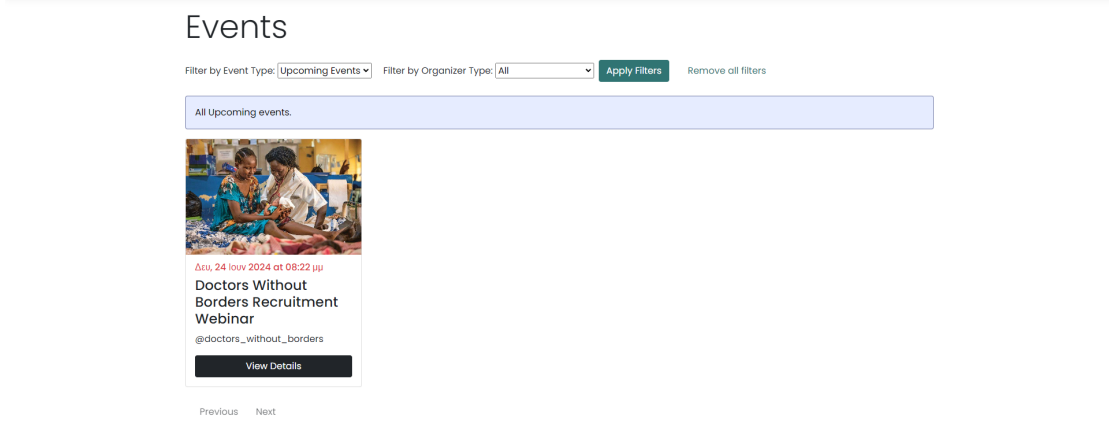 Events
Filter by Event Type: Upcoming Events Filter by Organizer Type: All Apply Filters Remove all filters
All Upcoming events.
Δευ, 24 Ιουν 2024 at 08:22 μμ
Doctors Without
Borders Recruitment
Webinar
@doctors_without_borders
View Details
Previous Next